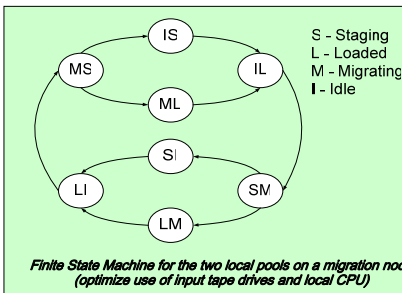 IS
S - Staging
L - Loaded
M - Migrating
I - Idle
MS
IL
ML
SI
LI
SM
LM
Finite State Machine for the two local pools on a migration nod
(optimize use of input tape drives and local CPU)